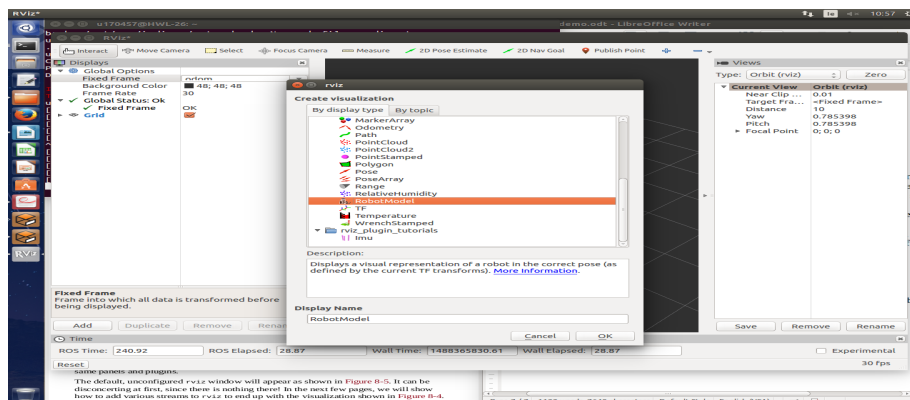 RViz*
u170457@HWL-26: ~
demo.odt - LibreOffice Writer
10:57
RViz*
Interact
Move Camera
Select
Focus Camera
Measure
2D Pose Estimate
2D Nav Goal
Publish Point
Displays
Global Options
Fixed Frame odom
Background Color 48; 48; 48
Frame Rate 30
Global Status: Ok
Fixed Frame OK
Grid
Fixed Frame
Frame into which all data is transformed before
being displayed.
Add
Duplicate
Remove
rviz
Create visualization
By display type
By topic
MarkerArray
Odometry
Path
PointCloud
PointCloud2
PointStamped
Polygon
Pose
PoseArray
Range
RelativeHumidity
RobotModel
TF
Temperature
WrenchStamped
rviz_plugin_tutorials
Imu
Description:
Displays a visual representation of a robot in the correct pose (as
defined by the current TF transforms). More Information.
Display Name
RobotModel
Cancel
OK
Views
Type: Orbit (rviz)
Zero
Current View Orbit (rviz)
Near Clip ... 0.01
Target Fra... <Fixed Frame>
Distance 10
Yaw 0.785398
Pitch 0.785398
Focal Point 0; 0; 0
Save
Remove
Rename
Time
ROS Time: 240.92
ROS Elapsed: 28.87
Wall Time: 1488365830.61
Wall Elapsed: 28.87
Experimental
Reset
30 fps
same panels and plugins.
The default, unconfigured rviz window will appear as shown in Figure 8-5. It can be
disconcerting at first, since there is nothing there! In the next few pages, we will show
how to add various streams to rviz to end up with the visualization shown in Figure 8-4.